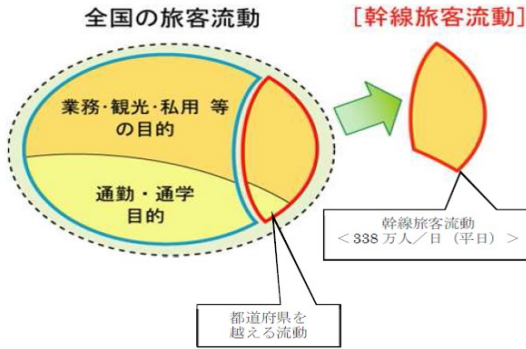 全国の旅客流動
[幹線旅客流動]
業務・観光・私用 等
の目的
通勤・通学
目的
幹線旅客流動
＜338 万人／日（平日）＞
都道府県を
越える流動